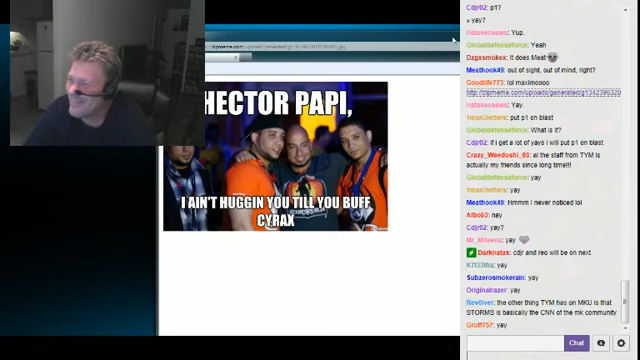 Cdjr02: p1?
yay?
Hatakeosawa: Yup.
Globaldefenseforce: Yeah
Dzgasmokex: It does Meat
Meathook49: out of sight, out of mind, right?
Goodlife773: lol maximoooo
Hatakeosawa: Yay.
1man3letters: put p1 on blast
Globaldefenseforce: What is it?
Cdjr02: if i get a lot of yays i will put p1 on blast
Crazy_Weedoshi_88: al the staff from TYM is
actually my friends since long time!!!
Globaldefenseforce: yay
1man3letters: yay
Meathook49: Hmmm I never noticed lol
Albo63: nay
Cdjr02: yay?
Mr_Mileena: yay
Darknatas: cdjr and reo will be on next
yay
Subzerosmokerain: yay
Originalrazer: yay
Rev0lver: the other thing TYM has on MKU is that
STORMS is basically the CNN of the mk community
Gruff757: yay
Chat
HECTOR PAPI,
I AIN'T HUGGIN YOU TILL YOU BUFF
CYRAX